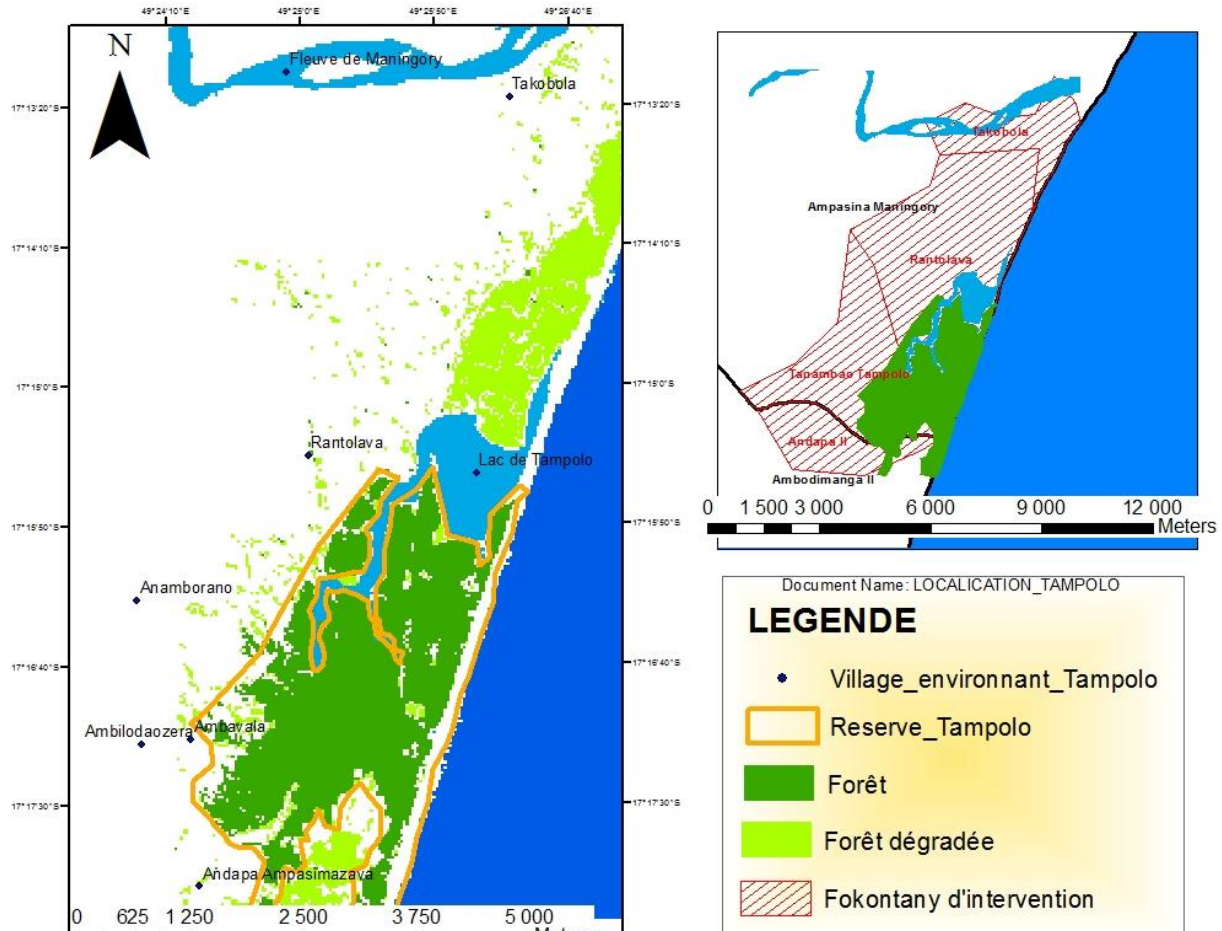 49°24'10"E
49°25'0"E
49°25'50"E
49°26'40"E
N
Fleuve de Maningory
Takobola
17°13'20"S
17°14'10"S
17°15'0"S
Rantolava
Lac de Tampolo
17°15'50"S
Anamborano
17°16'40"S
Ambilodaozera
Ambavala
17°17'30"S
Andapa Ampasimazava
0 625 1 250 2 500 3 750 5 000
17°13'20"S
17°14'10"S
17°15'0"S
17°15'50"S
17°16'40"S
17°17'30"S
Takobola
Ampasina Maningory
Rantolava
Tanambao Tampolo
Andapa II
Ambodimanga II
0 1 500 3 000 6 000 9 000 12 000
Meters
Document Name: LOCALICATION_TAMPOLO
LEGENDE
Village_environnant_Tampolo
Reserve_Tampolo
Forêt
Forêt dégradée
Fokontany d'intervention